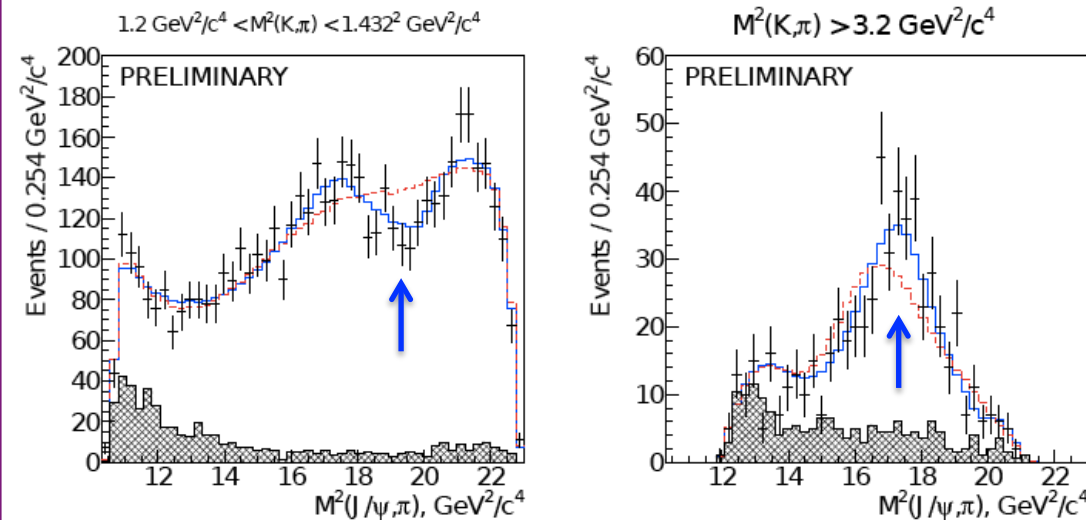 1.2 GeV²/c⁴ <M²(K,π) <1.432² GeV²/c⁴
M²(K,π) >3.2 GeV²/c⁴
Events / 0.254 GeV²/c⁴
PRELIMINARY
200
180
160
140
120
100
80
60
40
20
0
12 14 16 18 20 22
M²(J/ψ,π), GeV²/c⁴
Events / 0.254 GeV²/c⁴
PRELIMINARY
60
50
40
30
20
10
0
12 14 16 18 20 22
M²(J/ψ,π), GeV²/c⁴